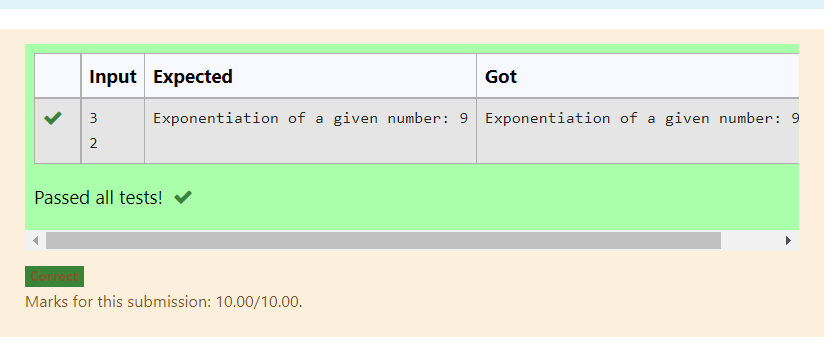 Input Expected Got
3 Exponentiation of a given number: 9 Exponentiation of a given number: 9
2
Passed all tests!
Correct
Marks for this submission: 10.00/10.00.